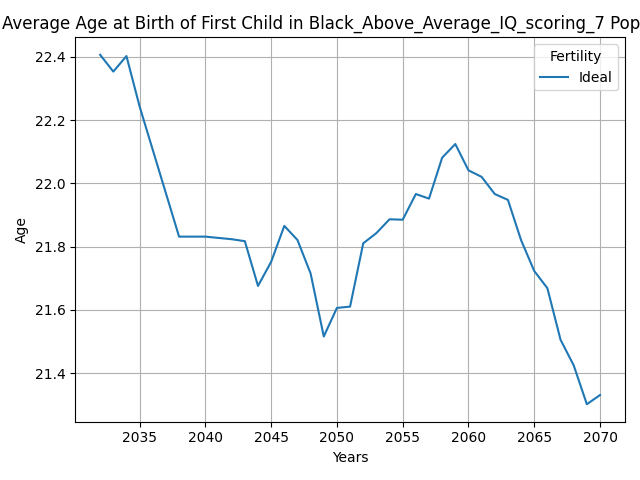 Average Age at Birth of First Child in Black_Above_Average_IQ_scoring_7 Pop
Fertility
Ideal
22.4
22.2
22.0
21.8
21.6
21.4
Age
2035 2040 2045 2050 2055 2060 2065 2070
Years